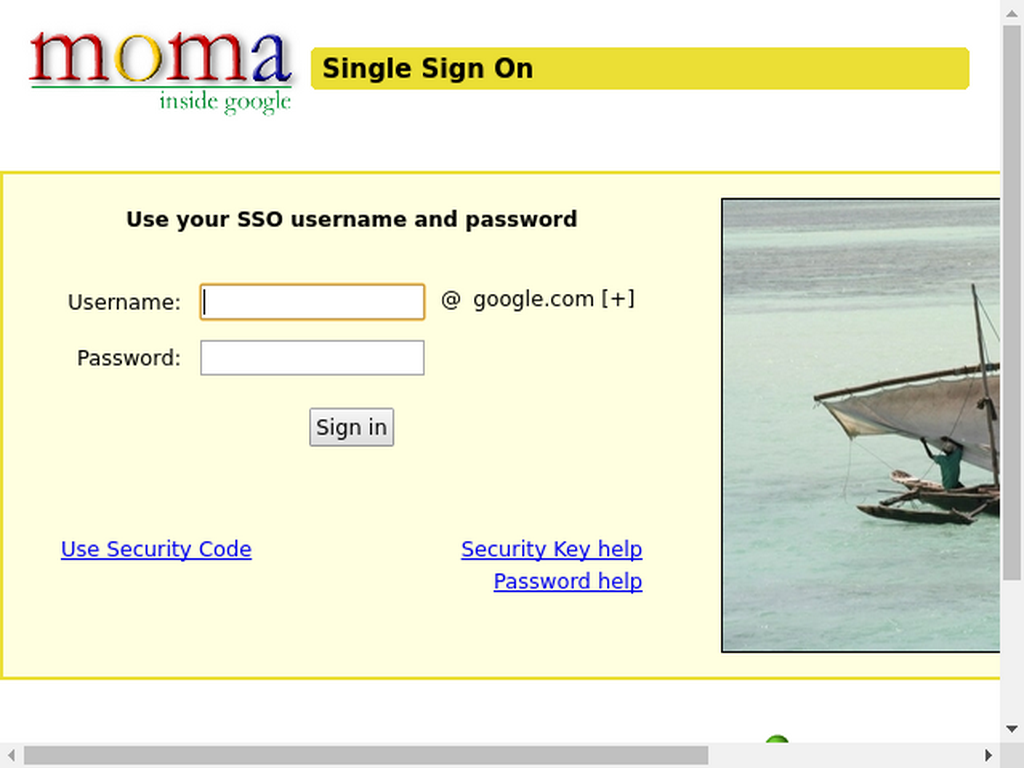 moma
inside google
Single Sign On
Use your SSO username and password
Username: @ google.com [+]
Password:
Sign in
Use Security Code
Security Key help
Password help